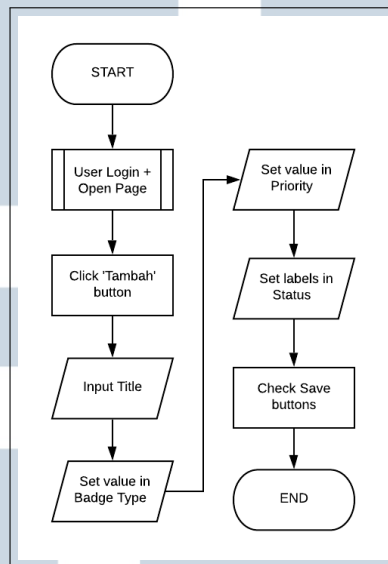 START
User Login +
Open Page
Click 'Tambah'
button
Input Title
Set value in
Badge Type
Set value in
Priority
Set labels in
Status
Check Save
buttons
END